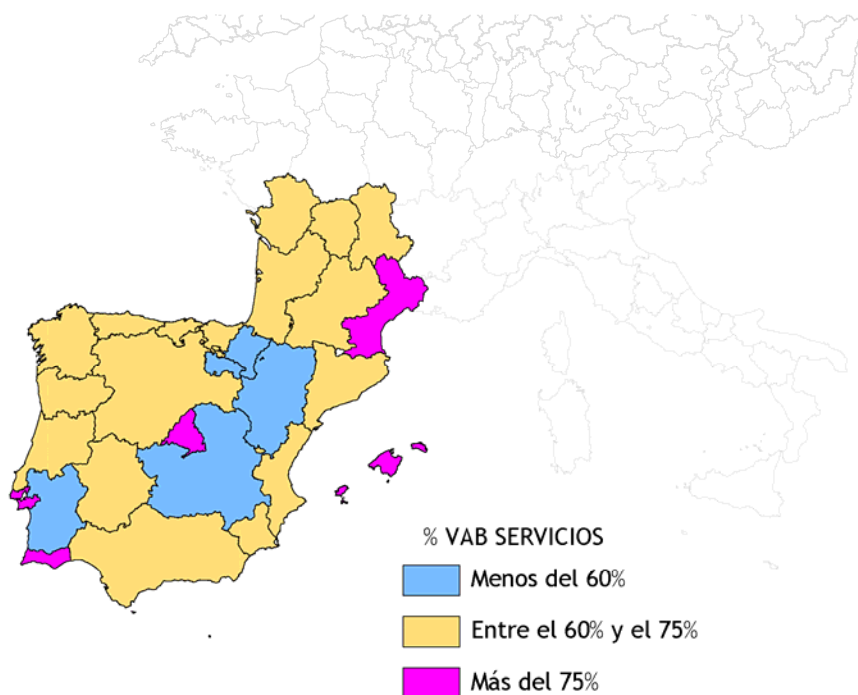 % VAB SERVICIOS
Menos del 60%
Entre el 60% y el 75%
Más del 75%